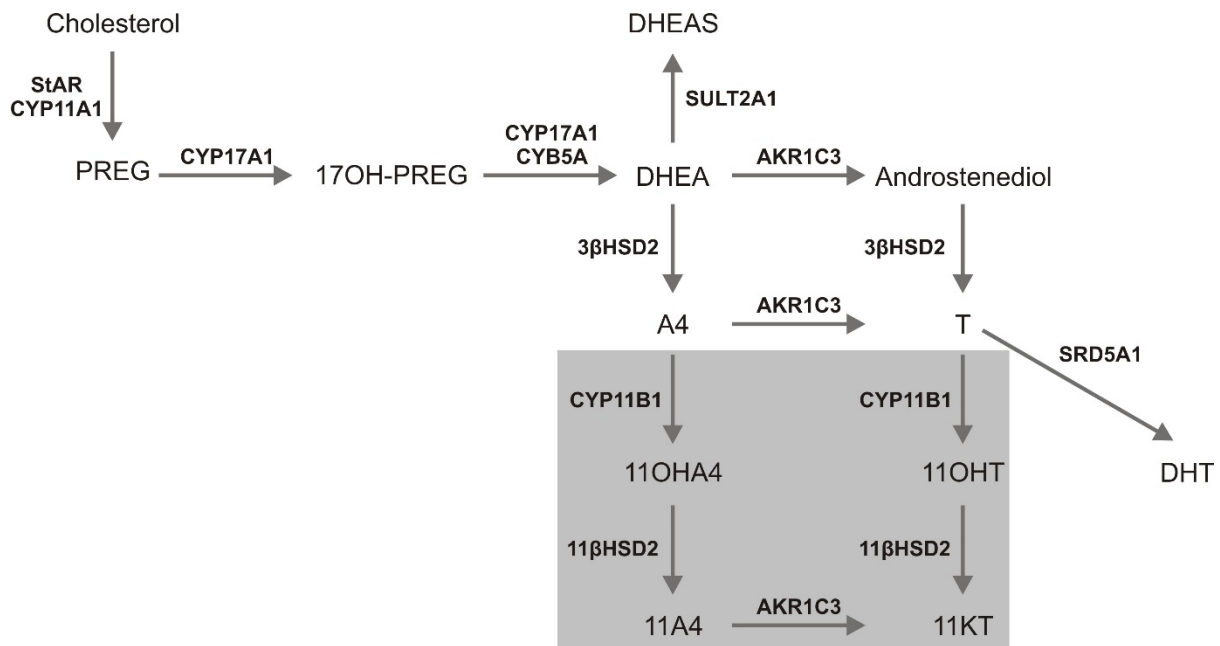 Cholesterol
DHEAS
StAR
CYP11A1
SULT2A1
CYP17A1
CYP17A1
CYB5A
AKR1C3
PREG
17OH-PREG
DHEA
Androstenediol
3βHSD2
3βHSD2
A4
AKR1C3
T
SRD5A1
CYP11B1
CYP11B1
11OHA4
11OHT
DHT
11βHSD2
11βHSD2
AKR1C3
11A4
11KT